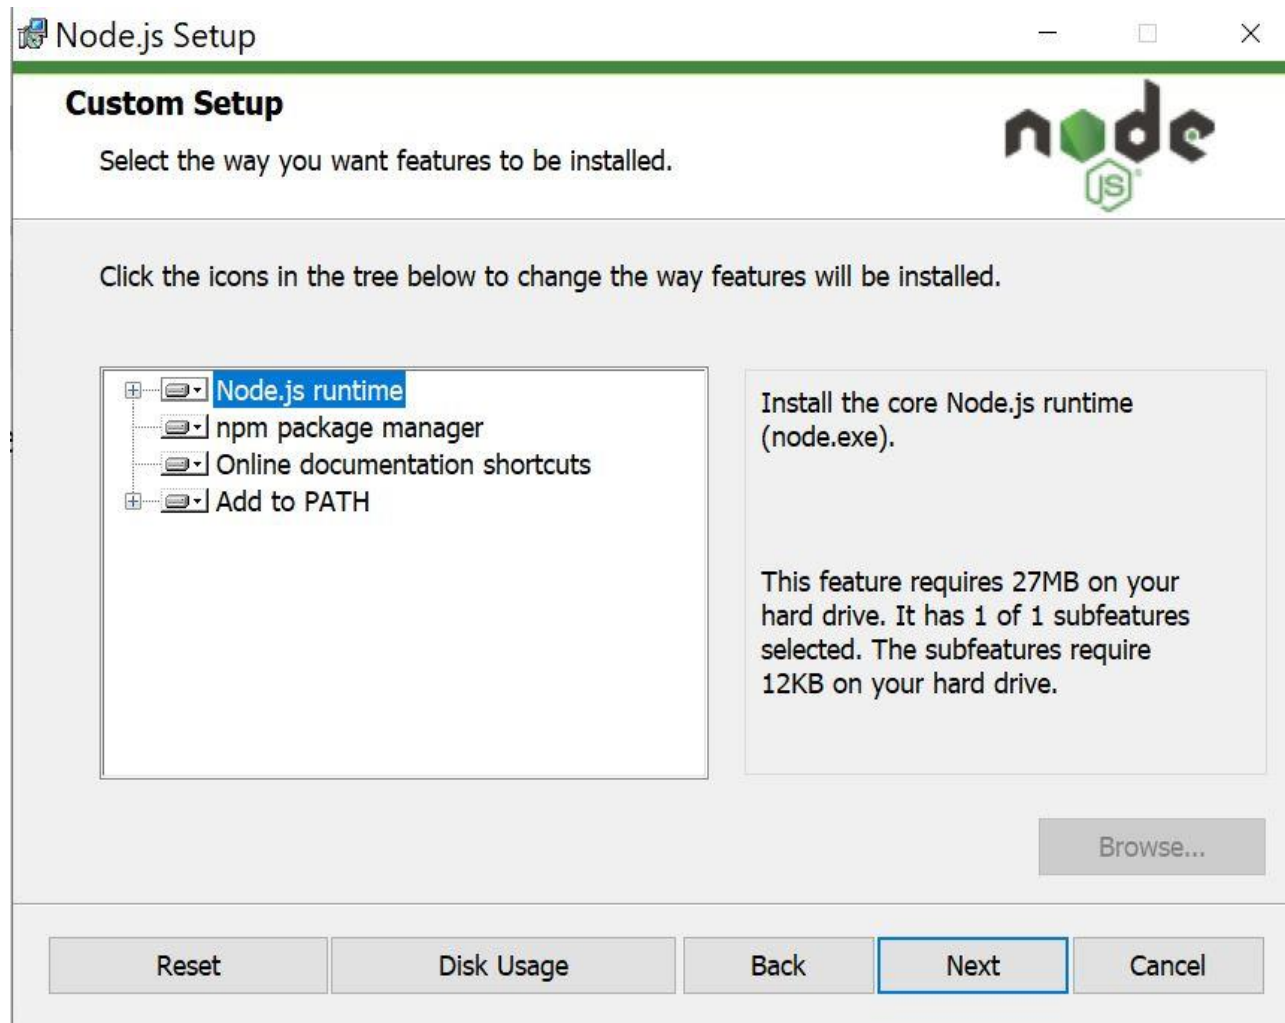 Node.js Setup
Custom Setup
Select the way you want features to be installed.
node
JS
Click the icons in the tree below to change the way features will be installed.
Node.js runtime
npm package manager
Online documentation shortcuts
Add to PATH
Install the core Node.js runtime
(node.exe).
This feature requires 27MB on your
hard drive. It has 1 of 1 subfeatures
selected. The subfeatures require
12KB on your hard drive.
Browse...
Reset
Disk Usage
Back
Next
Cancel